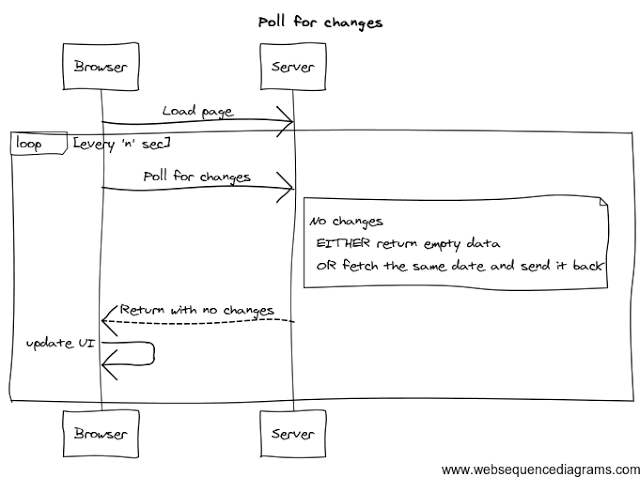 Poll for changes
Browser
Server
Load page
loop
[every 'n' sec]
Poll for changes
No changes
EITHER return empty data
OR fetch the same date and send it back
Return with no changes
update UI
Browser
Server
www.websequencediagrams.com